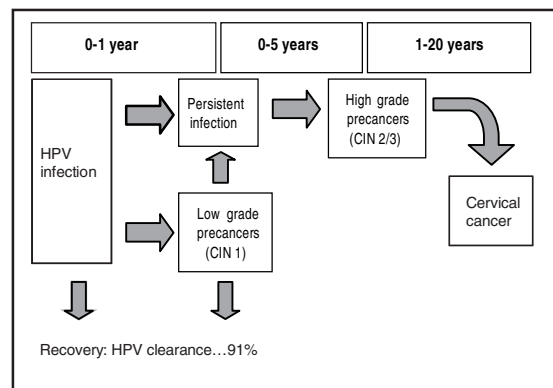 0-1 year
0-5 years
1-20 years
HPV
infection
Persistent
infection
High grade
precancers
(CIN 2/3)
Low grade
precancers
(CIN 1)
Cervical
cancer
Recovery: HPV clearance…91%